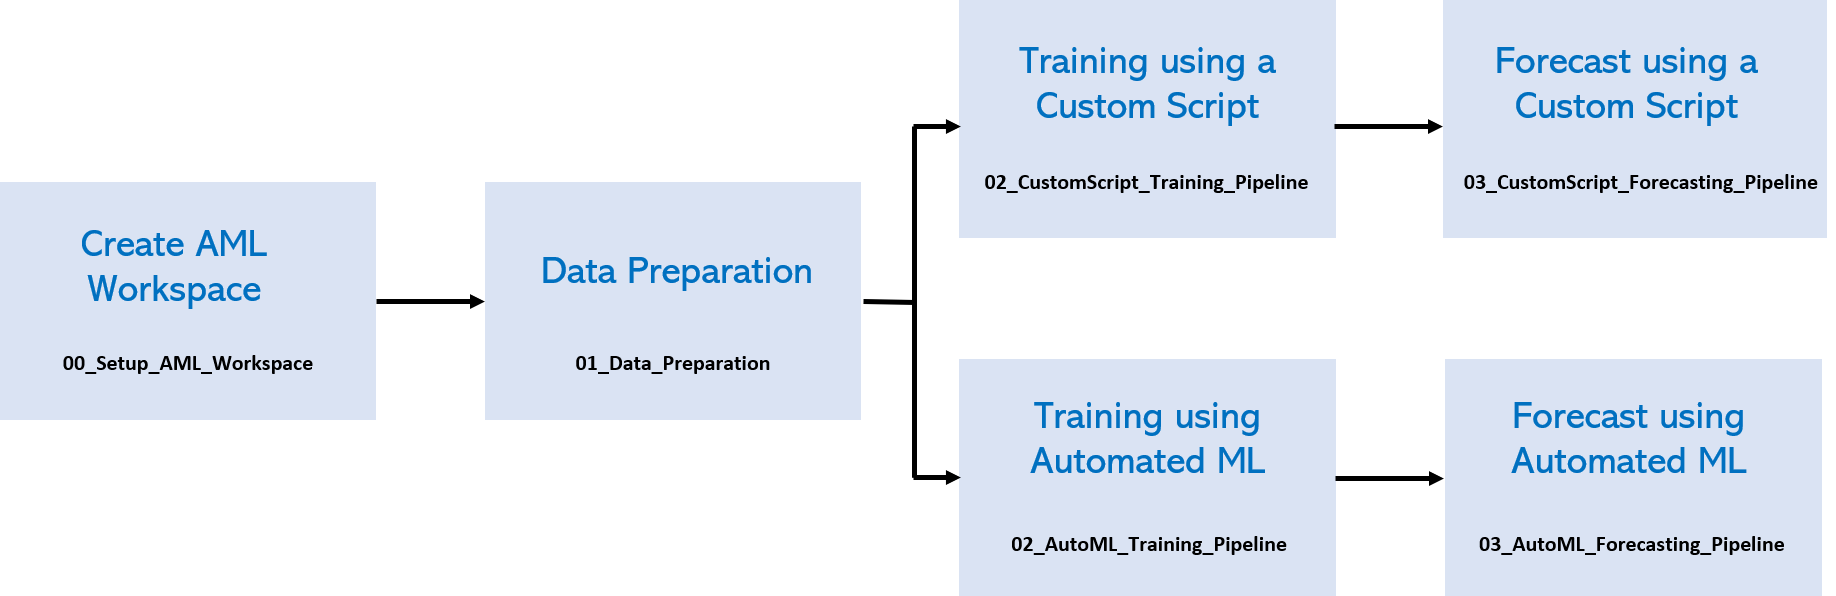 Create AML
Workspace
00_Setup_AML_Workspace
Data Preparation
01_Data_Preparation
Training using a
Custom Script
02_CustomScript_Training_Pipeline
Forecast using a
Custom Script
03_CustomScript_Forecasting_Pipeline
Training using
Automated ML
02_AutoML_Training_Pipeline
Forecast using
Automated ML
03_AutoML_Forecasting_Pipeline